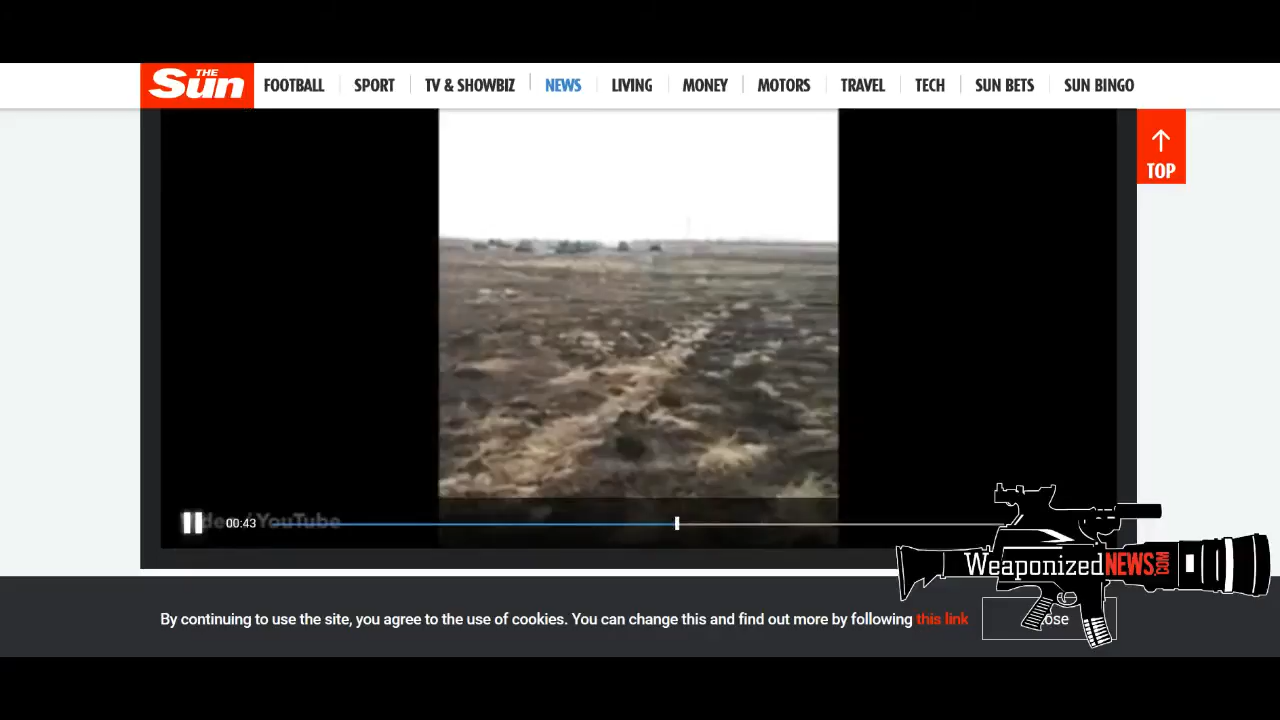 THE
Sun
FOOTBALL SPORT TV & SHOWBIZ NEWS LIVING MONEY MOTORS TRAVEL TECH SUN BETS SUN BINGO
TOP
00:43
/ YouTube
WeaponizedNEWS.COM
By continuing to use the site, you agree to the use of cookies. You can change this and find out more by following this link